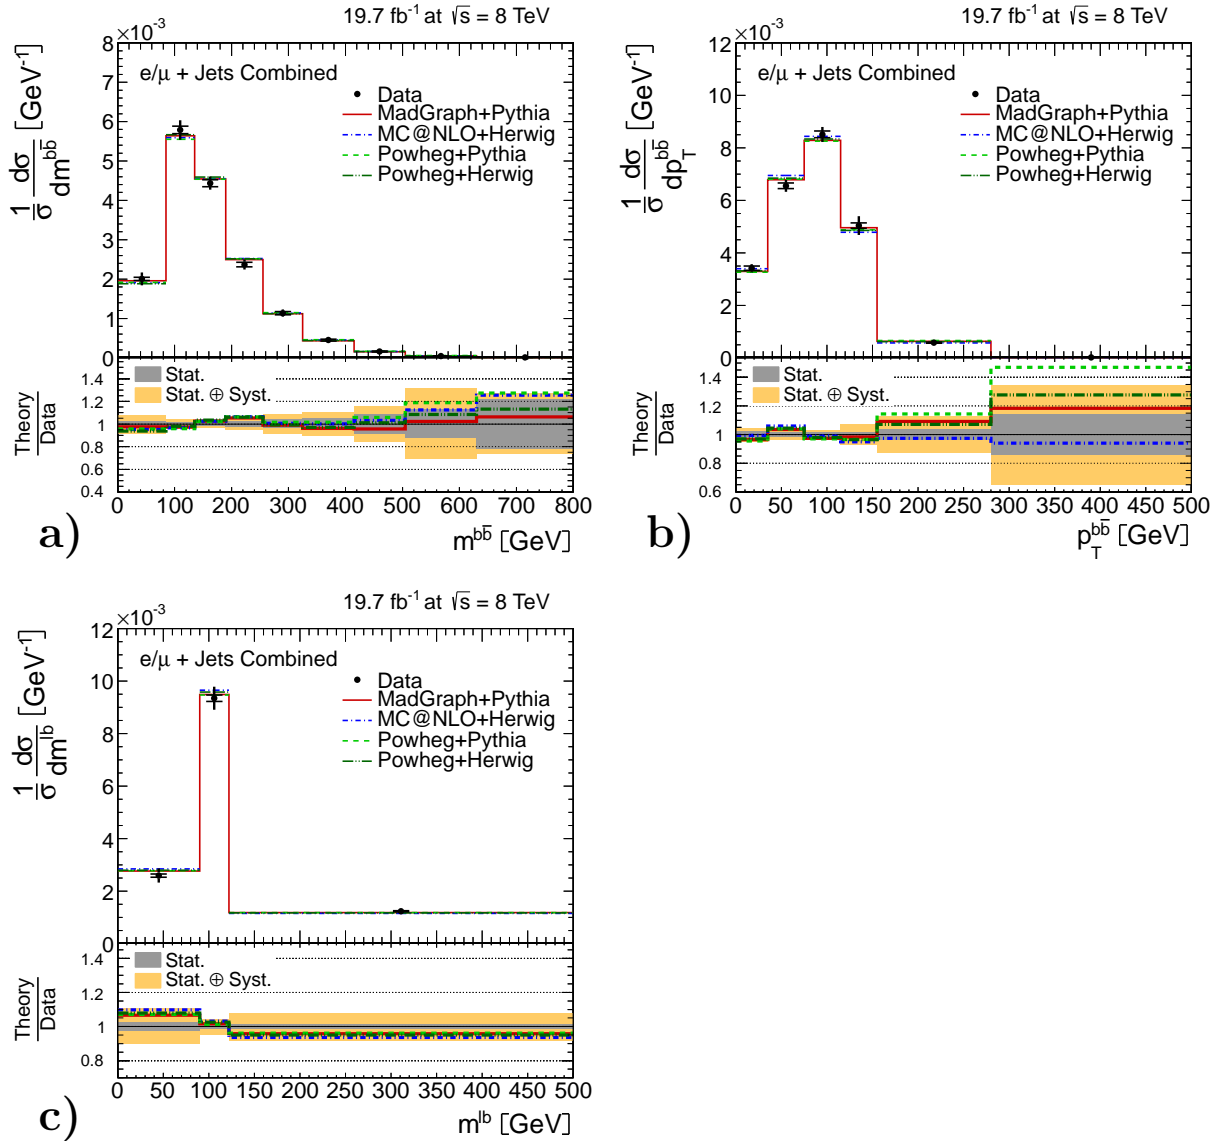 19.7 fb⁻¹ at √s = 8 TeV
×10⁻³
1/σ dσ/dm^{bb̄} [GeV⁻¹]
e/μ + Jets Combined
Data
MadGraph+Pythia
MC@NLO+Herwig
Powheg+Pythia
Powheg+Herwig
8
7
6
5
4
3
2
1
0
Theory/Data
Stat.
Stat. ⊕ Syst.
1.4
1.2
1
0.8
0.6
0.4
0 100 200 300 400 500 600 700 800
m^{bb̄} [GeV]
a)
19.7 fb⁻¹ at √s = 8 TeV
×10⁻³
1/σ dσ/dp_T^{bb̄} [GeV⁻¹]
e/μ + Jets Combined
Data
MadGraph+Pythia
MC@NLO+Herwig
Powheg+Pythia
Powheg+Herwig
12
10
8
6
4
2
0
Theory/Data
Stat.
Stat. ⊕ Syst.
1.4
1.2
1
0.8
0.6
0 50 100 150 200 250 300 350 400 450 500
p_T^{bb̄} [GeV]
b)
19.7 fb⁻¹ at √s = 8 TeV
×10⁻³
1/σ dσ/dm^{lb} [GeV⁻¹]
e/μ + Jets Combined
Data
MadGraph+Pythia
MC@NLO+Herwig
Powheg+Pythia
Powheg+Herwig
12
10
8
6
4
2
0
Theory/Data
Stat.
Stat. ⊕ Syst.
1.4
1.2
1
0.8
0 50 100 150 200 250 300 350 400 450 500
m^{lb} [GeV]
c)